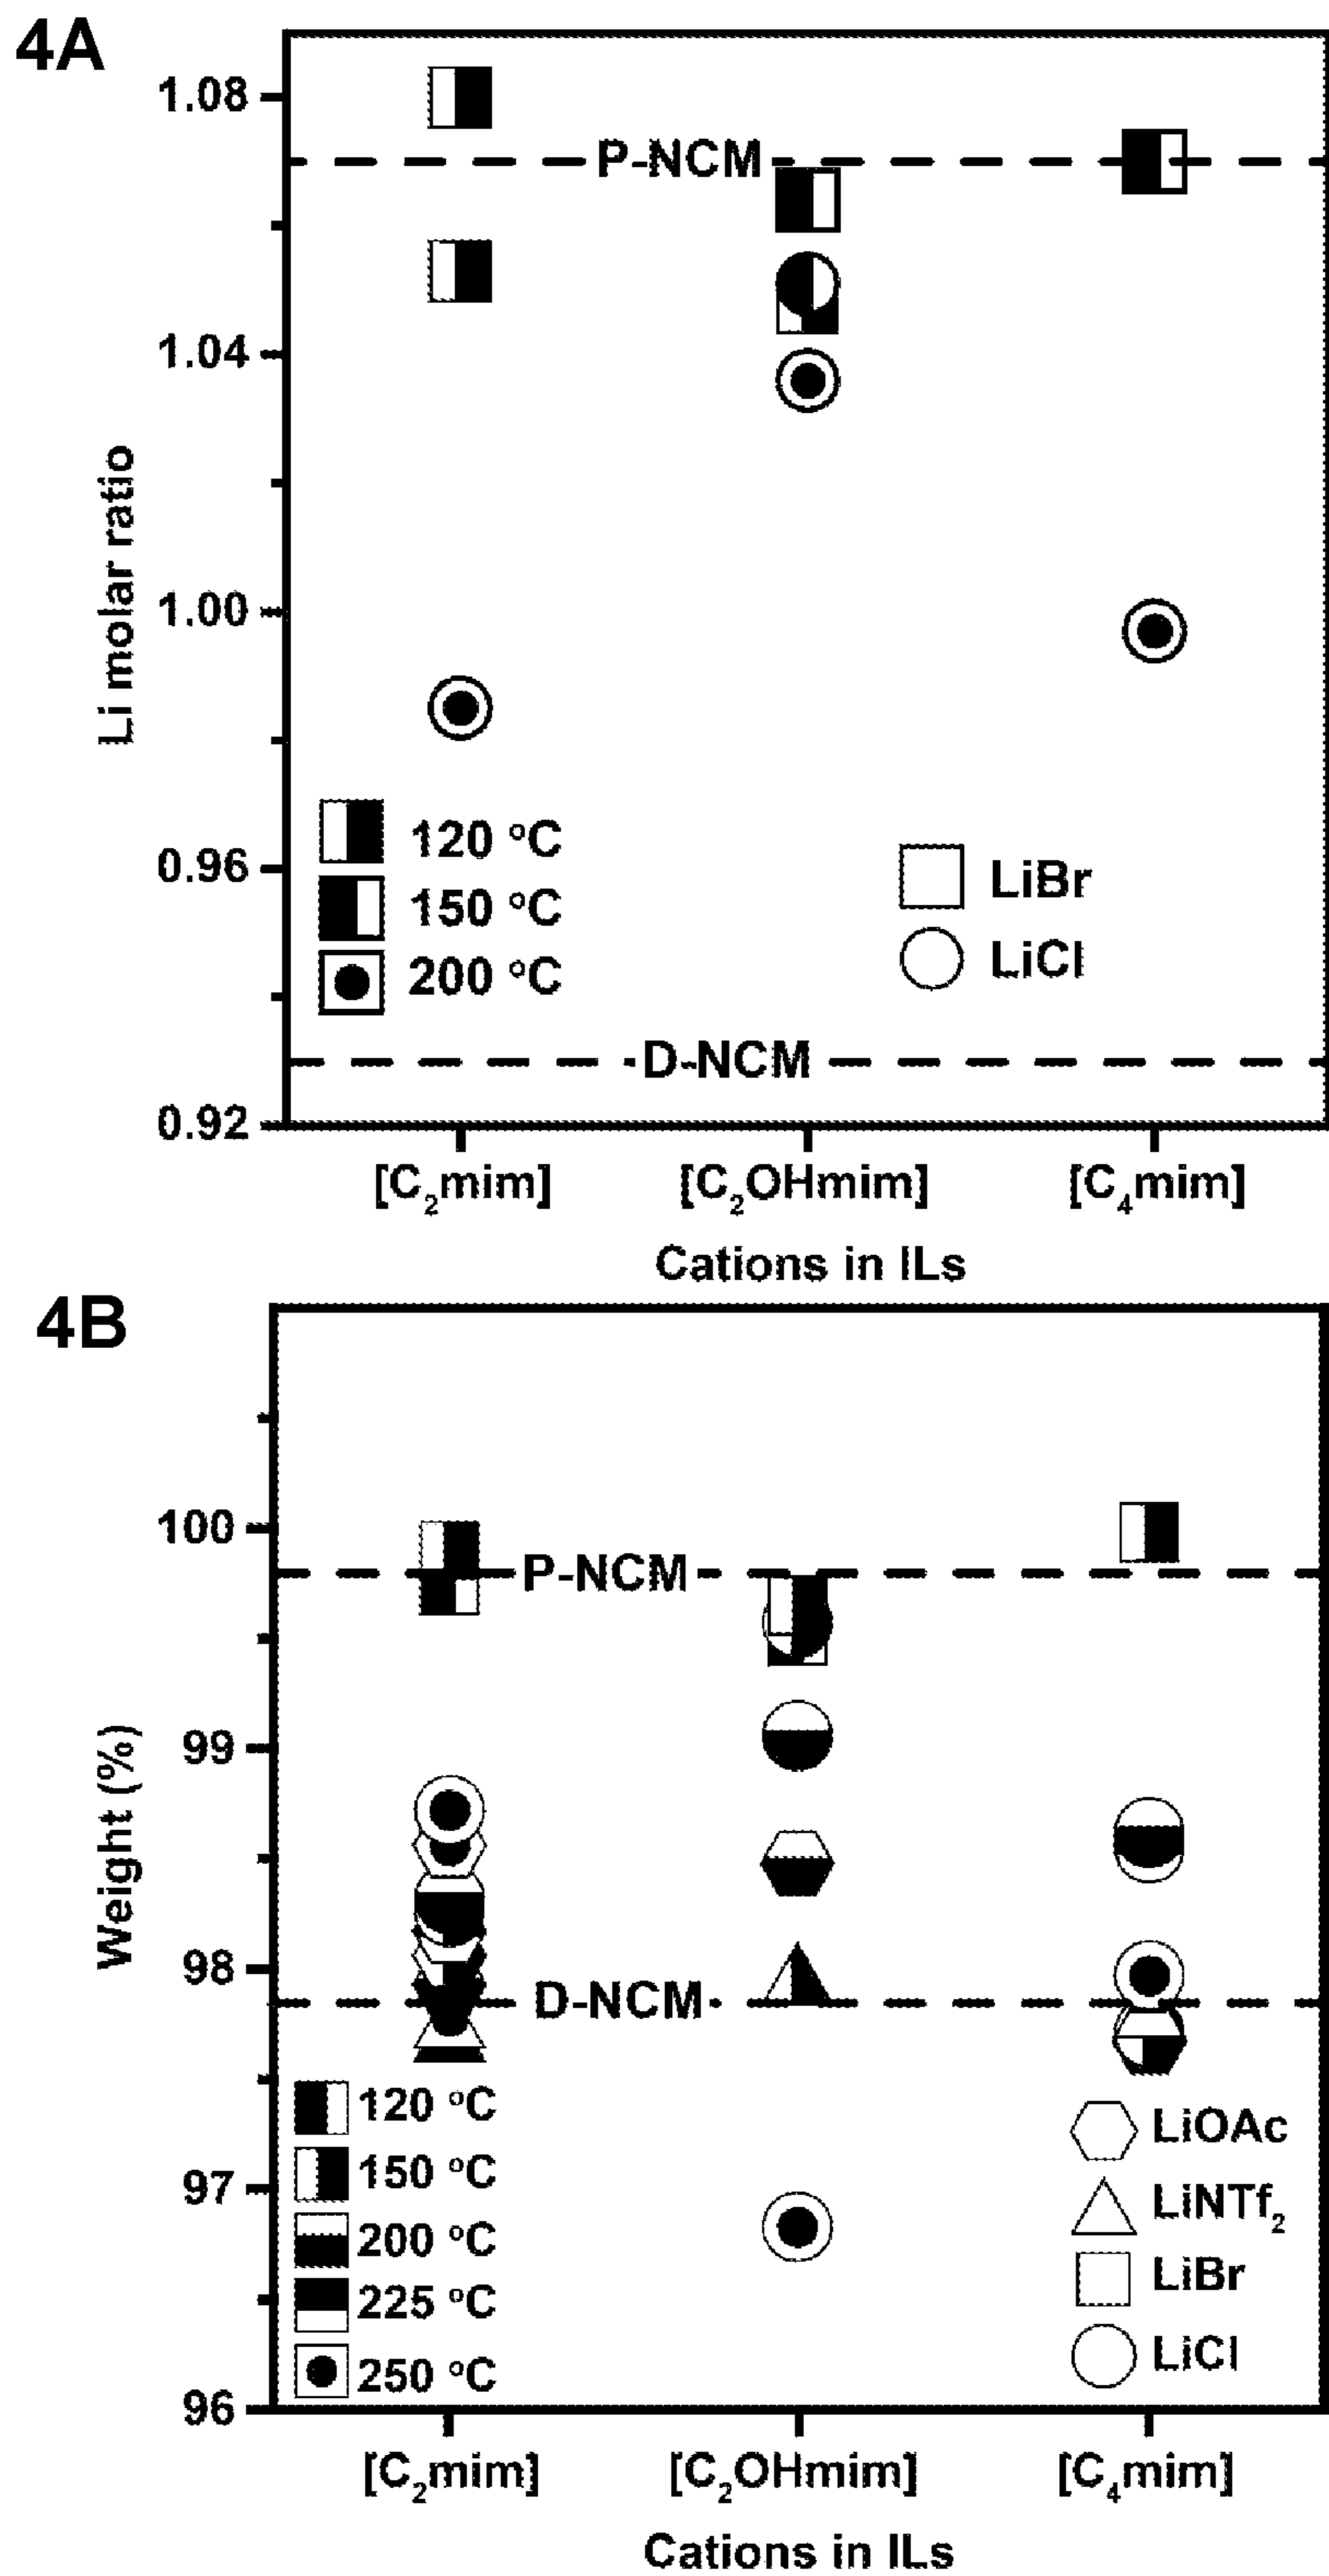 4A
1.08
P-NCM
1.04
1.00
0.96
0.92
Li molar ratio
120 °C
150 °C
200 °C
LiBr
LiCl
D-NCM
[C₂mim] [C₂OHmim] [C₄mim]
Cations in ILs
4B
100
P-NCM
99
98
D-NCM
97
96
Weight (%)
120 °C
150 °C
200 °C
225 °C
250 °C
LiOAc
LiNTf₂
LiBr
LiCl
[C₂mim] [C₂OHmim] [C₄mim]
Cations in ILs